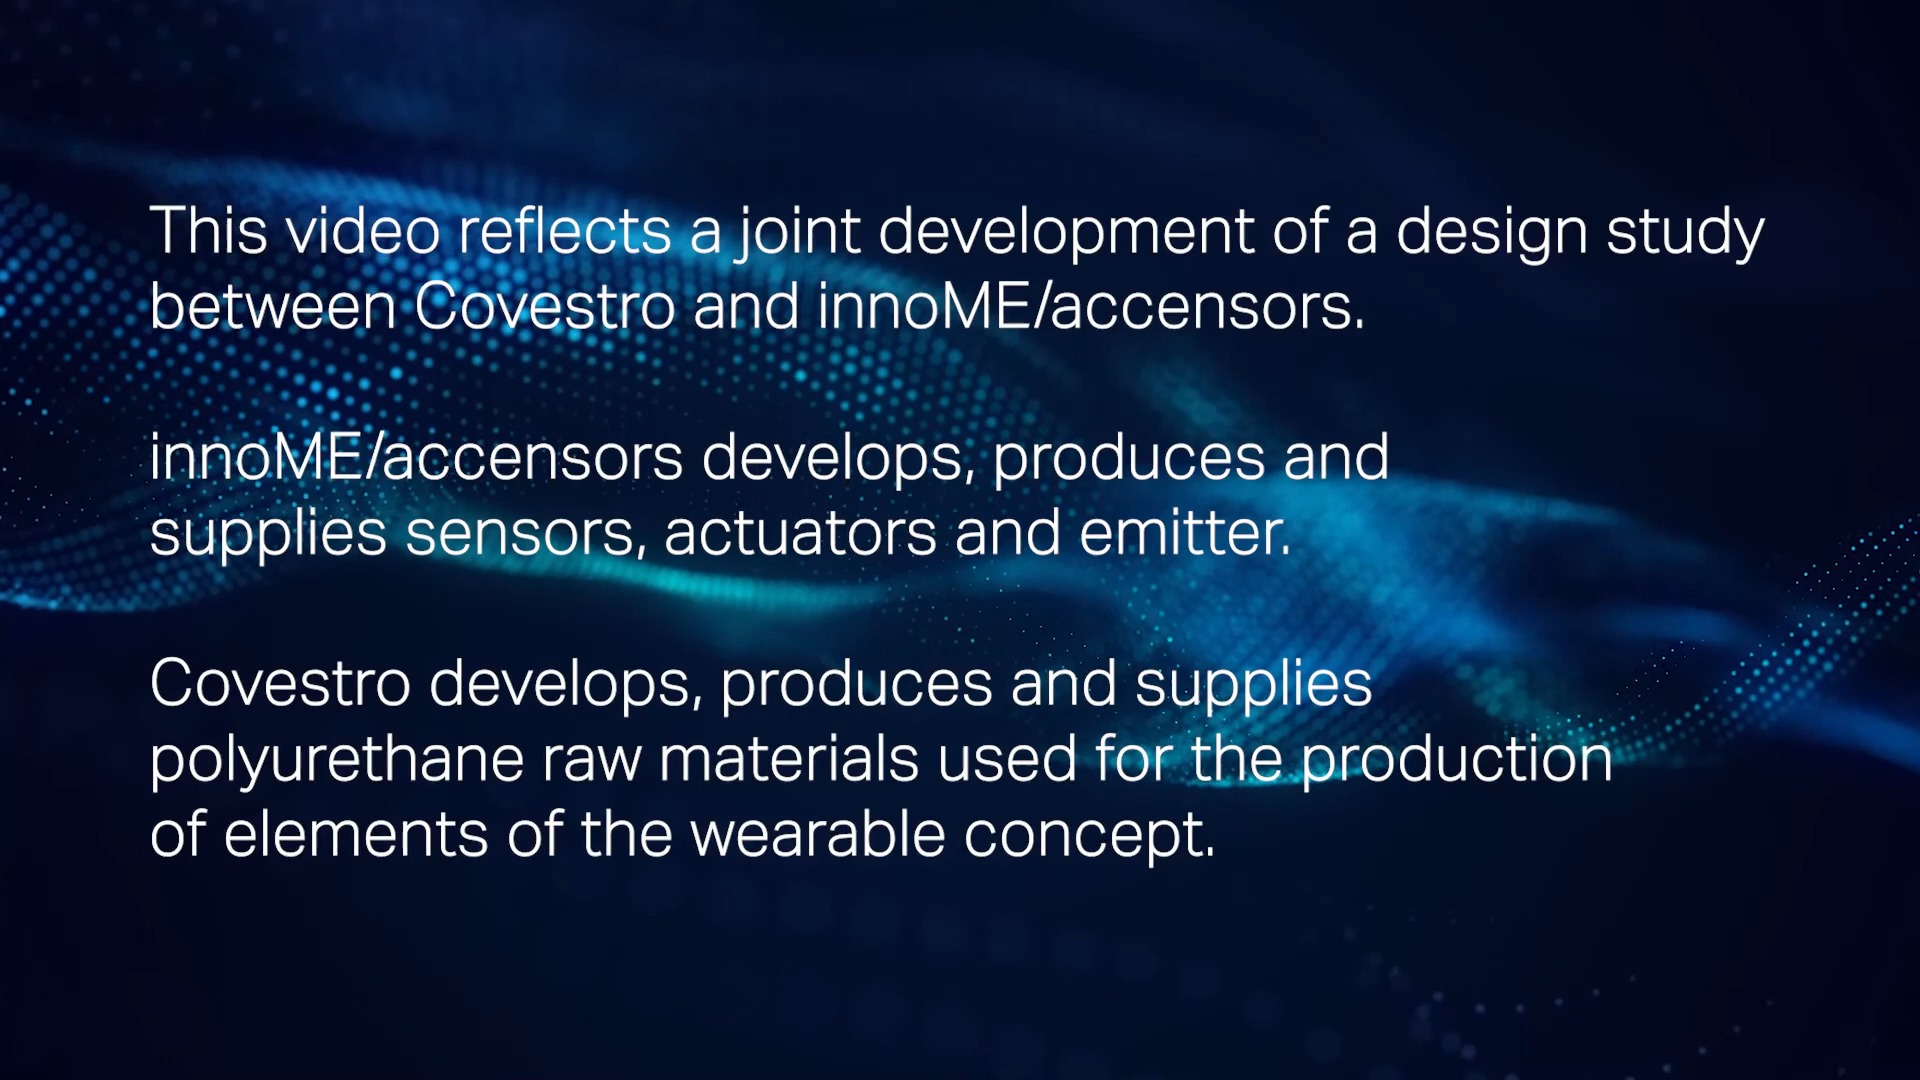 This video reflects a joint development of a design study
between Covestro and innoME/accensors.
innoME/accensors develops, produces and
supplies sensors, actuators and emitter.
Covestro develops, produces and supplies
polyurethane raw materials used for the production
of elements of the wearable concept.